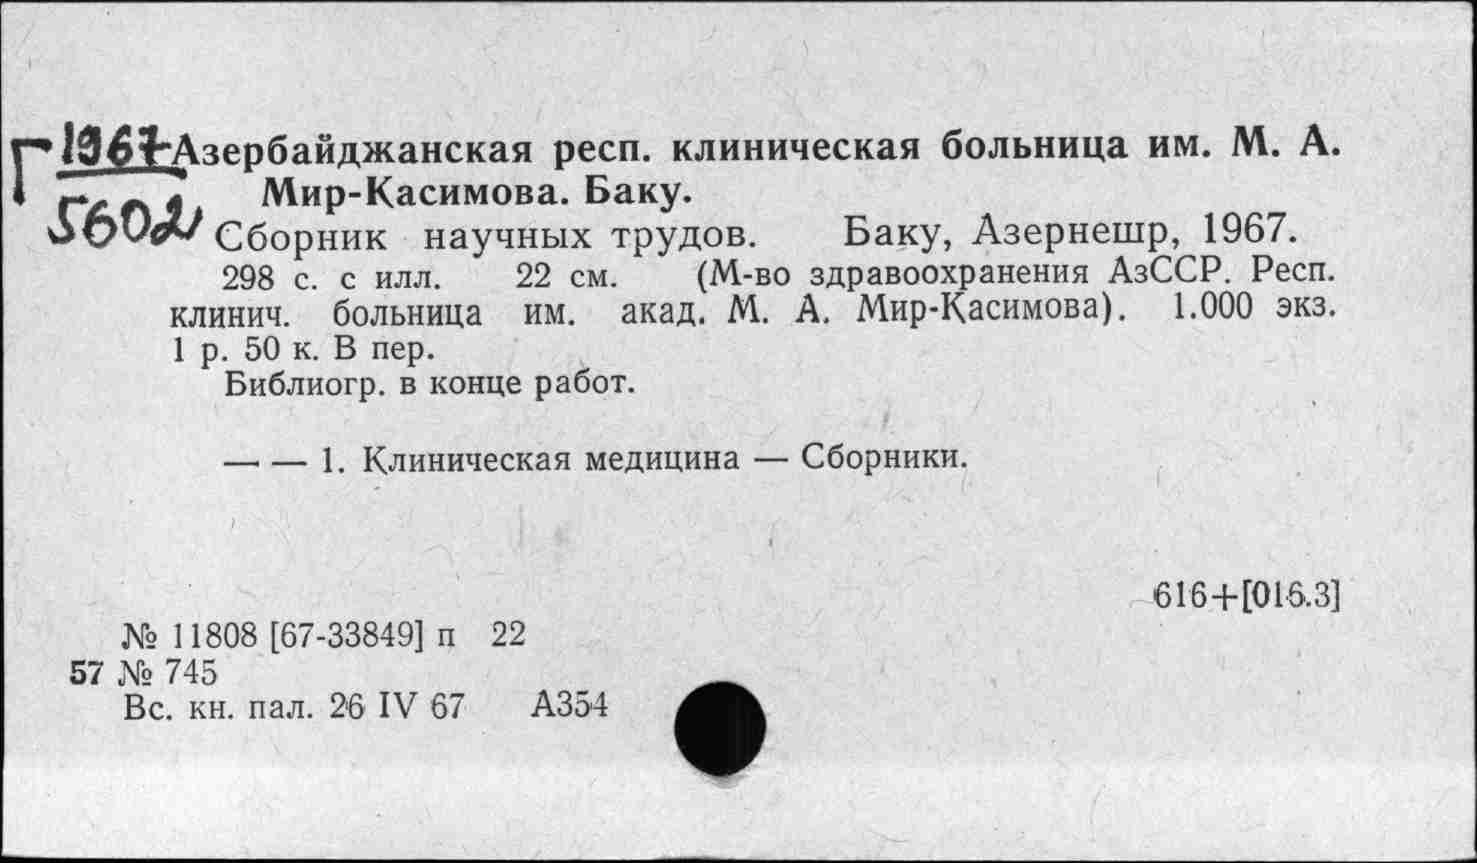 Г 1967
5602
Азербайджанская респ. клиническая больница им. М. А.
Мир-Касимова. Баку.
Сборник научных трудов. Баку, Азернешр, 1967.
298 с. с илл. 22 см. (М-во здравоохранения АзССР. Респ.
клинич. больница им. акад. М. А. Мир-Касимова). 1.000 экз.
1 р. 50 к. В пер.
Библиогр. в конце работ.
— — 1. Клиническая медицина — Сборники.
616+[016.3]
№ 11808 [67-33849] п 22
57 № 745
Вс. кн. пал. 26 IV 67 А354